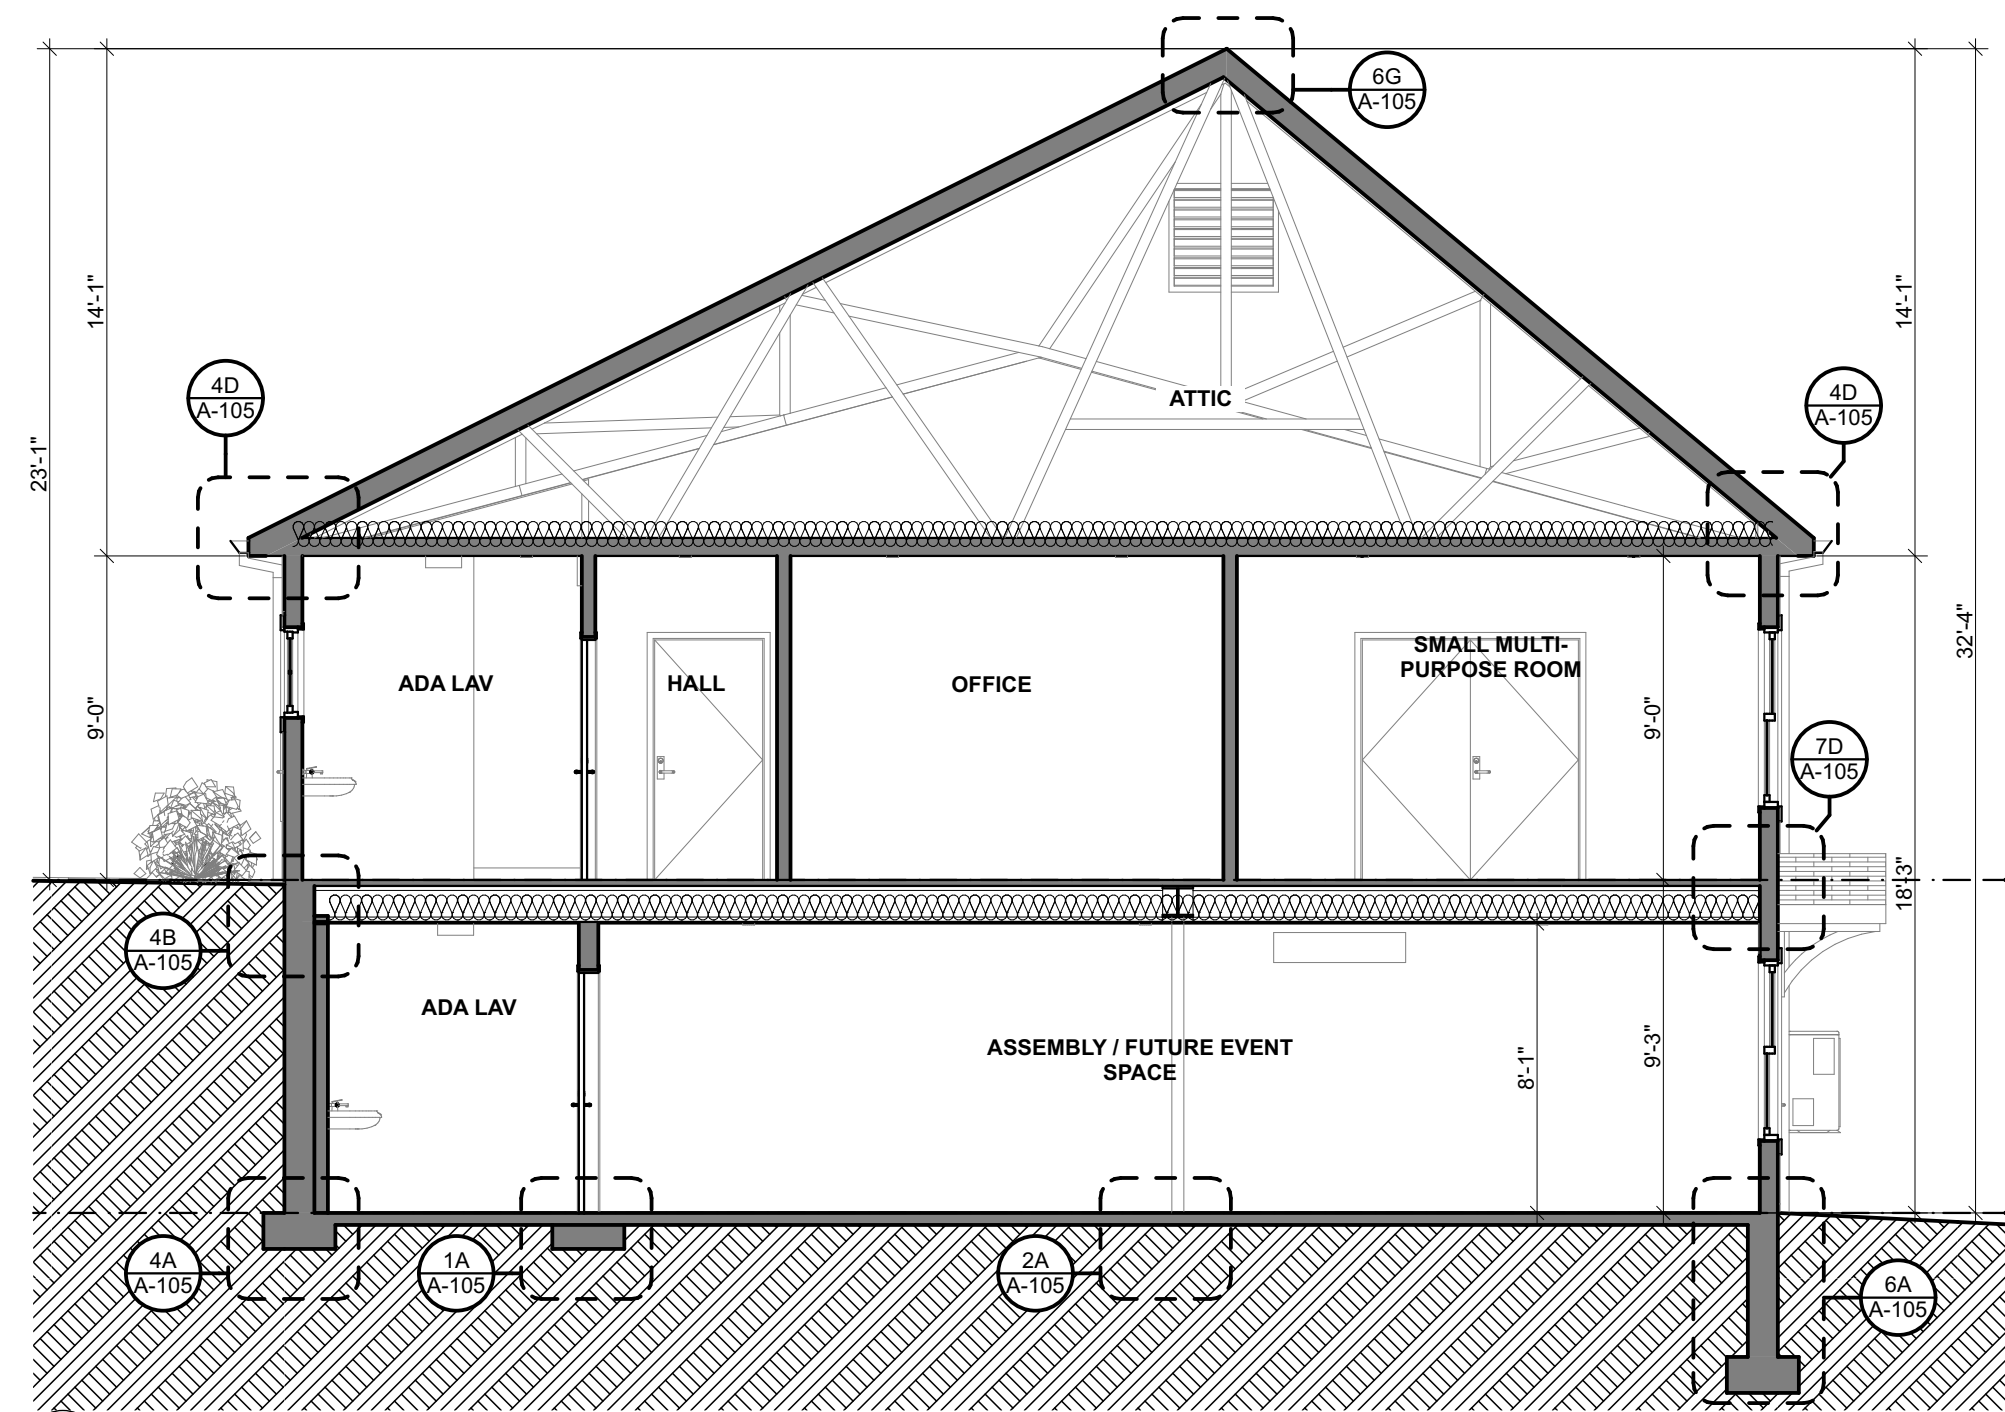 6G
A-105
14'-1"
14'-1"
4D
A-105
4D
A-105
ATTIC
23'-1"
32'-4"
SMALL MULTI-
PURPOSE ROOM
ADA LAV
HALL
OFFICE
9'-0"
9'-0"
7D
A-105
18'-3"
4B
A-105
ADA LAV
ASSEMBLY / FUTURE EVENT
SPACE
8'-1"
9'-3"
4A
A-105
1A
A-105
2A
A-105
6A
A-105